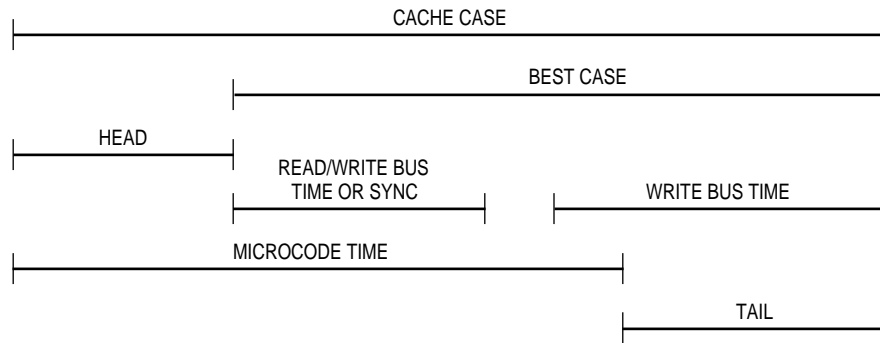 CACHE CASE
BEST CASE
HEAD
READ/WRITE BUS
TIME OR SYNC
WRITE BUS TIME
MICROCODE TIME
TAIL